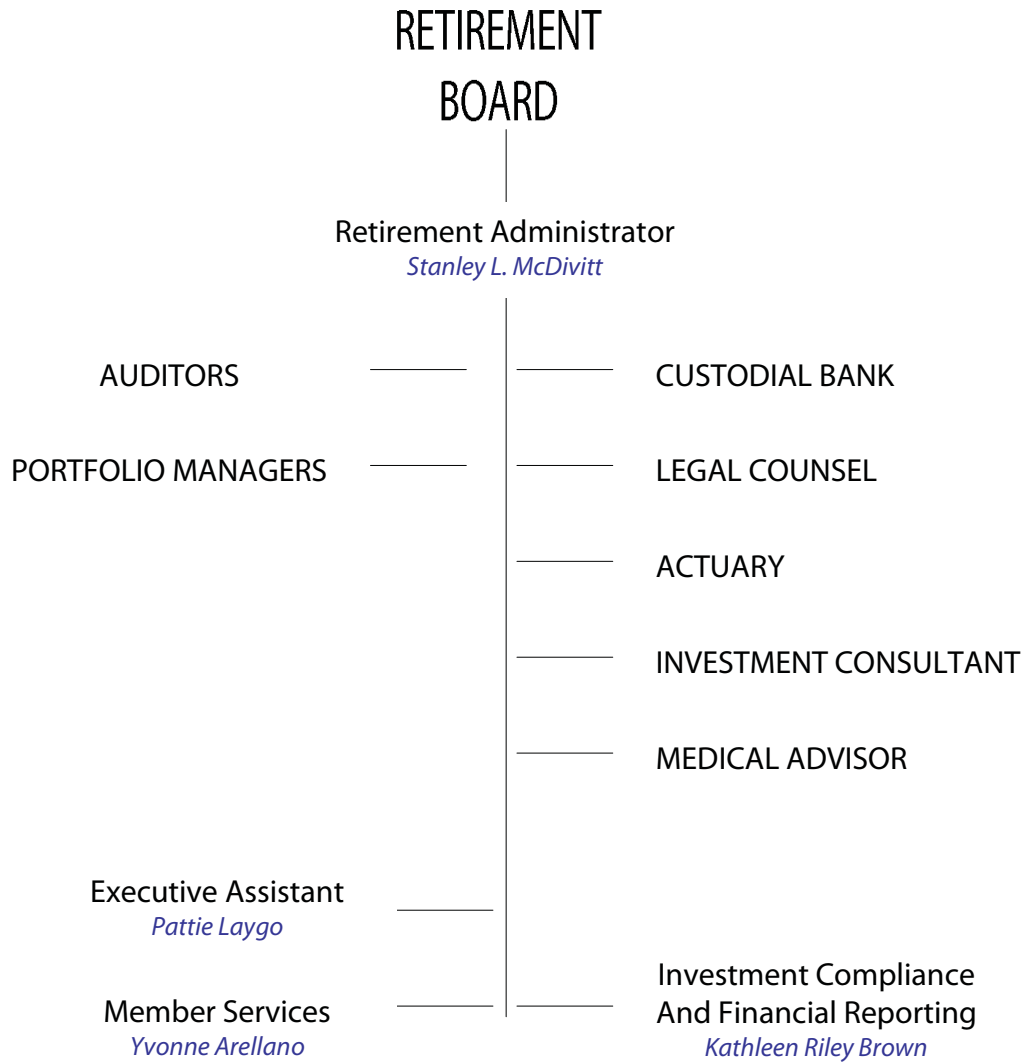 RETIREMENT
BOARD
Retirement Administrator
Stanley L. McDivitt
AUDITORS
CUSTODIAL BANK
PORTFOLIO MANAGERS
LEGAL COUNSEL
ACTUARY
INVESTMENT CONSULTANT
MEDICAL ADVISOR
Executive Assistant
Pattie Laygo
Member Services
Yvonne Arellano
Investment Compliance
And Financial Reporting
Kathleen Riley Brown